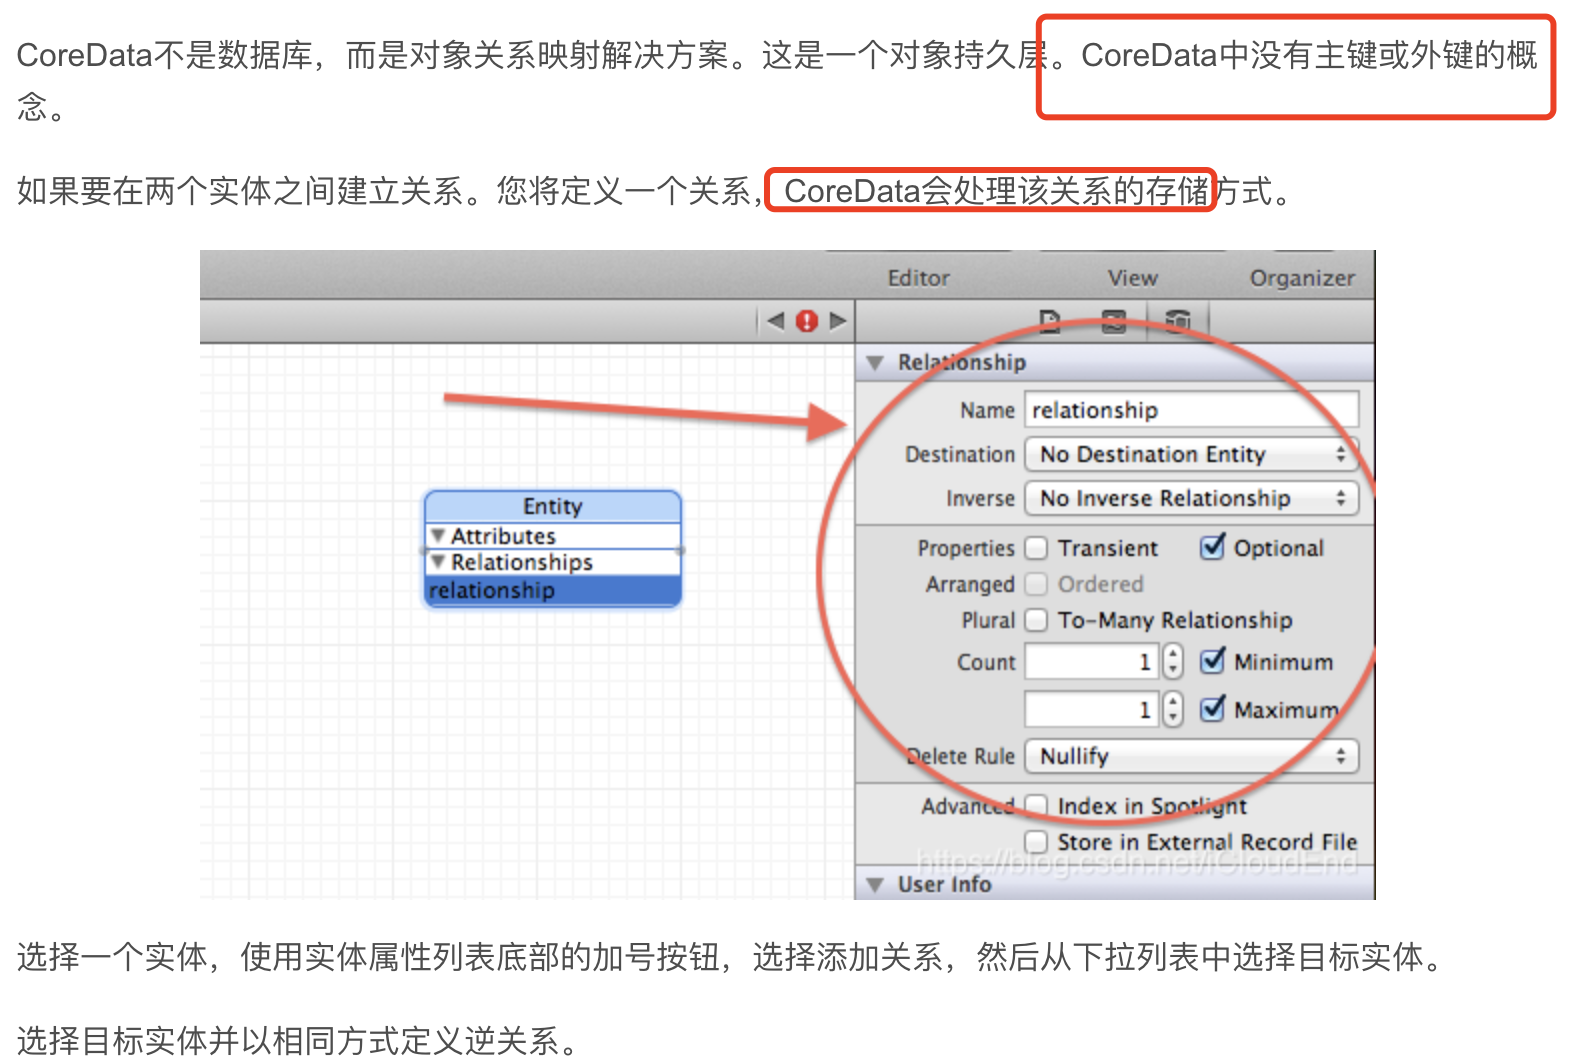 CoreData不是数据库，而是对象关系映射解决方案。这是一个对象持久层。CoreData中没有主键或外键的概
念。
如果要在两个实体之间建立关系。您将定义一个关系，CoreData会处理该关系的存储方式。
Editor View Organizer
Relationship
Name relationship
Destination No Destination Entity
Inverse No Inverse Relationship
Entity
Attributes
Relationships
relationship
Properties Transient Optional
Arranged Ordered
Plural To-Many Relationship
Count 1 Minimum
1 Maximum
Delete Rule Nullify
Advanced Index in Spotlight
Store in External Record File
https://blog.csdn.net/iCloudEnd
User Info
选择一个实体，使用实体属性列表底部的加号按钮，选择添加关系，然后从下拉列表中选择目标实体。
选择目标实体并以相同方式定义逆关系。